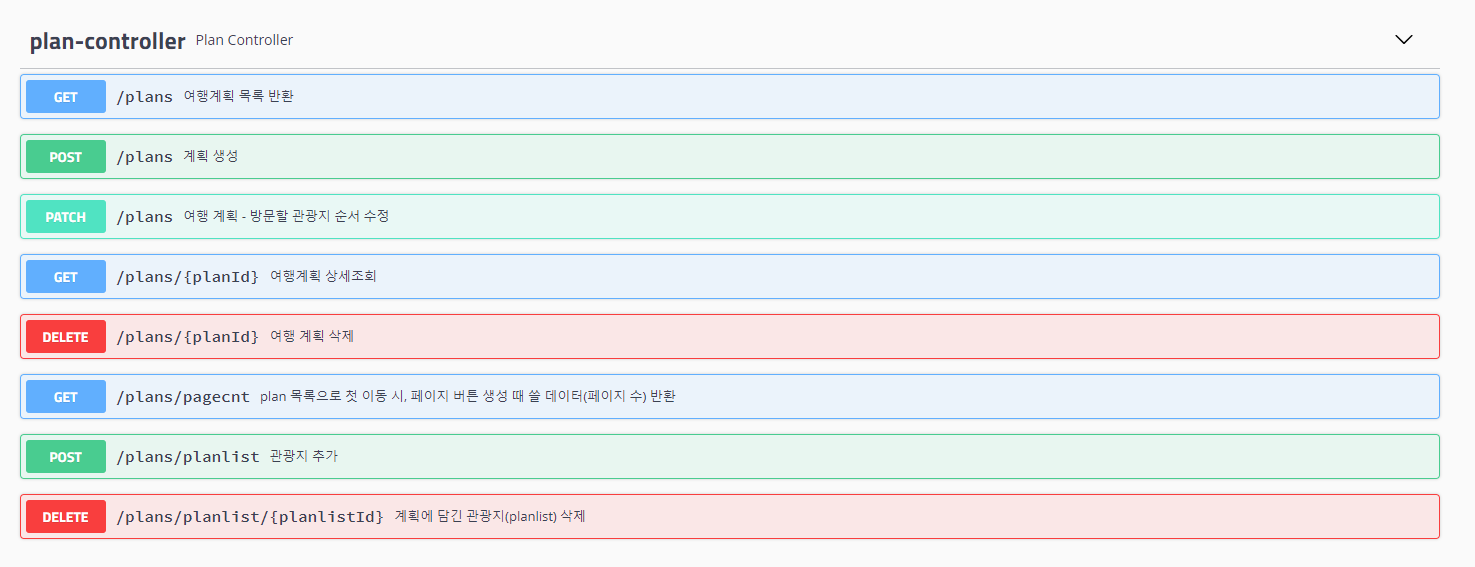 plan-controller Plan Controller
GET /plans 여행계획 목록 반환
POST /plans 계획 생성
PATCH /plans 여행 계획 - 방문할 관광지 순서 수정
GET /plans/{planId} 여행계획 상세조회
DELETE /plans/{planId} 여행 계획 삭제
GET /plans/pagecnt plan 목록으로 첫 이동 시, 페이지 버튼 생성 때 쓸 데이터(페이지 수) 반환
POST /plans/planlist 관광지 추가
DELETE /plans/planlist/{planlistId} 계획에 담긴 관광지(planlist) 삭제